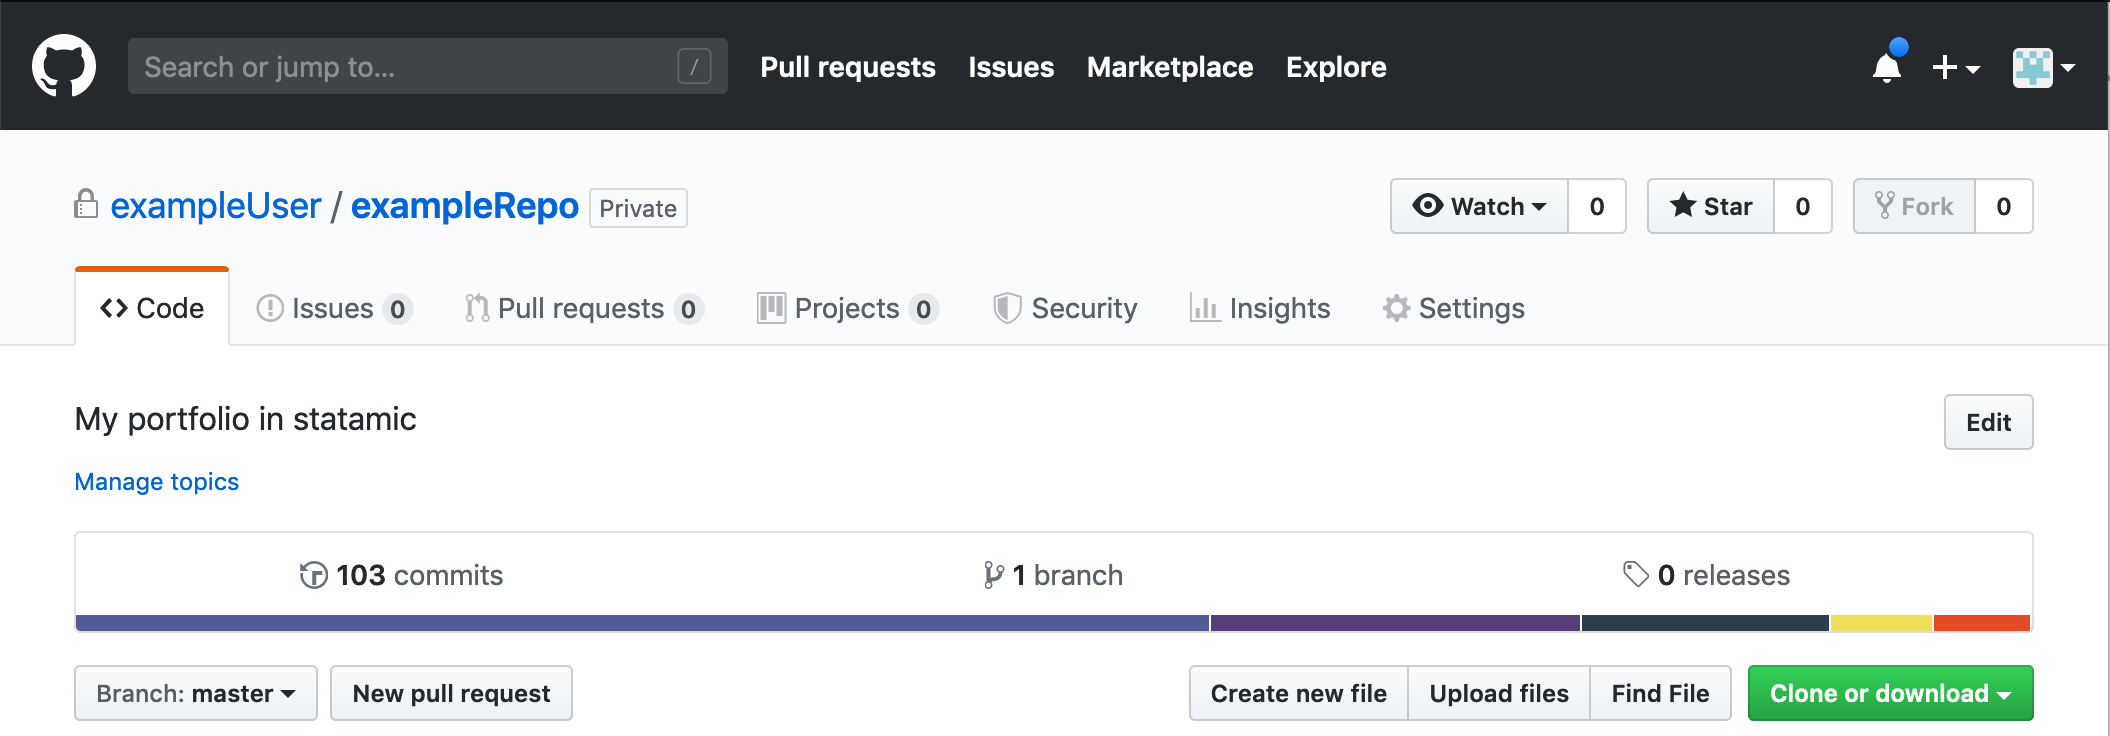 Search or jump to... / Pull requests Issues Marketplace Explore
exampleUser / exampleRepo Private Watch 0 Star 0 Fork 0
Code Issues 0 Pull requests 0 Projects 0 Security Insights Settings
My portfolio in statamic Edit
Manage topics
103 commits 1 branch 0 releases
Branch: master New pull request Create new file Upload files Find File Clone or download